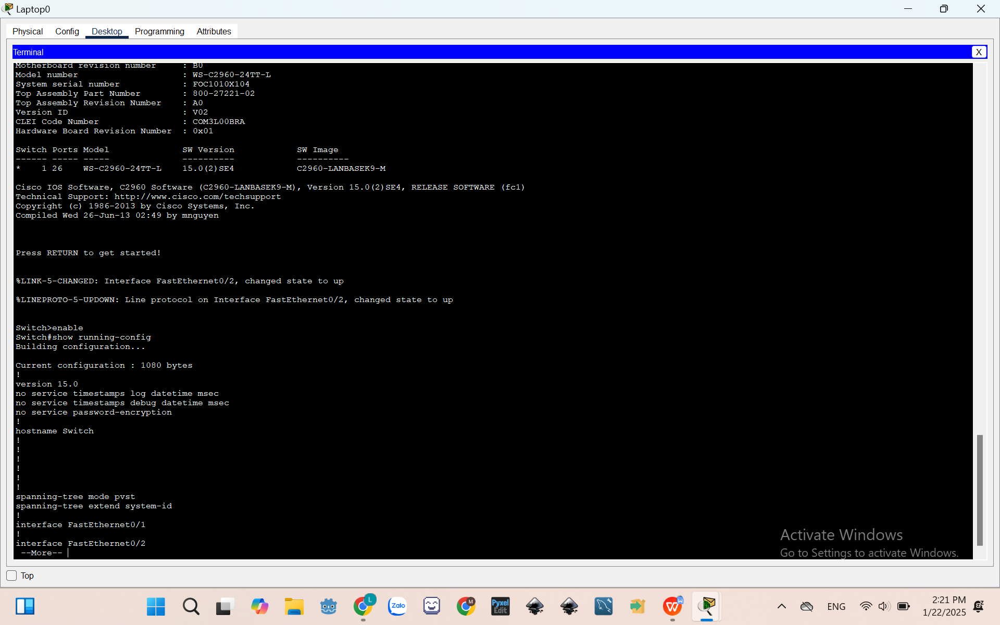 Laptop0
Physical Config Desktop Programming Attributes
Terminal
X
Motherboard revision number : B0
Model number : WS-C2960-24TT-L
System serial number : FOC1010X104
Top Assembly Part Number : 800-27221-02
Top Assembly Revision Number : A0
Version ID : V02
CLEI Code Number : COM3L00BRA
Hardware Board Revision Number : 0x01
Switch Ports Model SW Version SW Image
------ ----- ----- ---------- ----------
* 1 26 WS-C2960-24TT-L 15.0(2)SE4 C2960-LANBASEK9-M
Cisco IOS Software, C2960 Software (C2960-LANBASEK9-M), Version 15.0(2)SE4, RELEASE SOFTWARE (fc1)
Technical Support: http://www.cisco.com/techsupport
Copyright (c) 1986-2013 by Cisco Systems, Inc.
Compiled Wed 26-Jun-13 02:49 by mnguyen
Press RETURN to get started!
%LINK-5-CHANGED: Interface FastEthernet0/2, changed state to up
%LINEPROTO-5-UPDOWN: Line protocol on Interface FastEthernet0/2, changed state to up
Switch>enable
Switch#show running-config
Building configuration...
Current configuration : 1080 bytes
!
version 15.0
no service timestamps log datetime msec
no service timestamps debug datetime msec
no service password-encryption
!
hostname Switch
!
!
!
!
!
!
spanning-tree mode pvst
spanning-tree extend system-id
!
interface FastEthernet0/1
!
interface FastEthernet0/2
--More--
Activate Windows
Go to Settings to activate Windows.
Top
L
Zalo
M
Pyxel
Edit
W
W
ENG
2:21 PM
1/22/2025